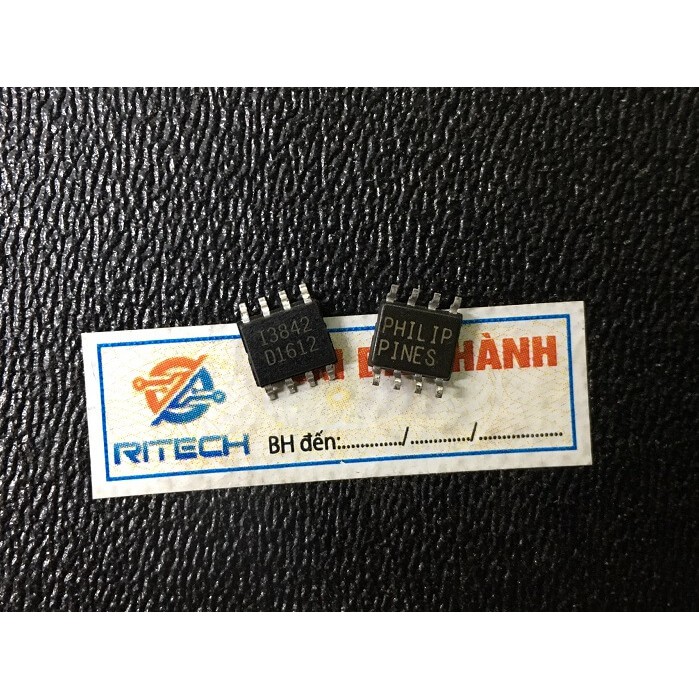 13842
D1612
PHILIP
PINES
HÀNH
RITECH
BH đến:............./............./..................